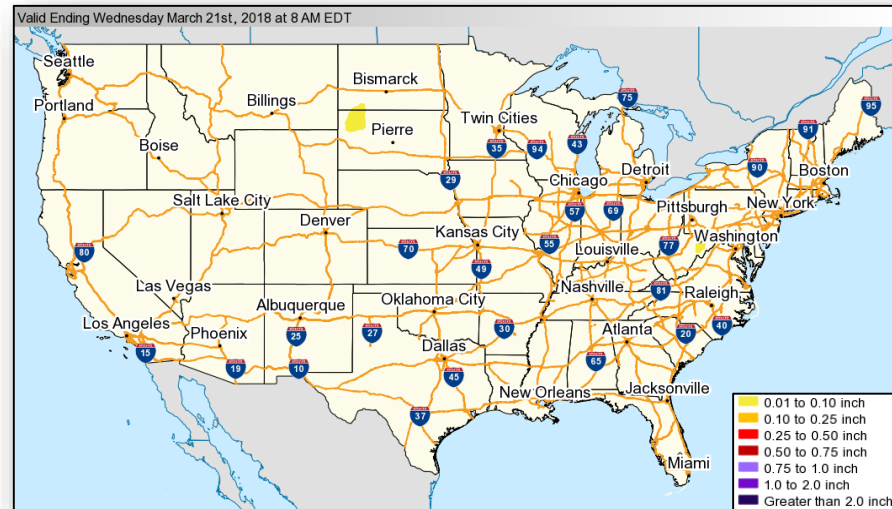 Valid Ending Wednesday March 21st, 2018 at 8 AM EDT
Seattle
75
Bismarck
95
Portland
Billings
Twin Cities
91
Pierre
43
Boise
35
94
90
Detroit
Boston
29
Chicago
Salt Lake City
57
69
Pittsburgh
New York
Denver
Kansas City
Washington
80
70
55
77
Louisville
49
Las Vegas
Nashville
81
Raleigh
Albuquerque
Oklahoma City
Los Angeles
Phoenix
25
27
30
Atlanta
20
40
15
Dallas
65
19
10
45
New Orleans
Jacksonville
37
Miami
0.01 to 0.10 inch
0.10 to 0.25 inch
0.25 to 0.50 inch
0.50 to 0.75 inch
0.75 to 1.0 inch
1.0 to 2.0 inch
Greater than 2.0 inch